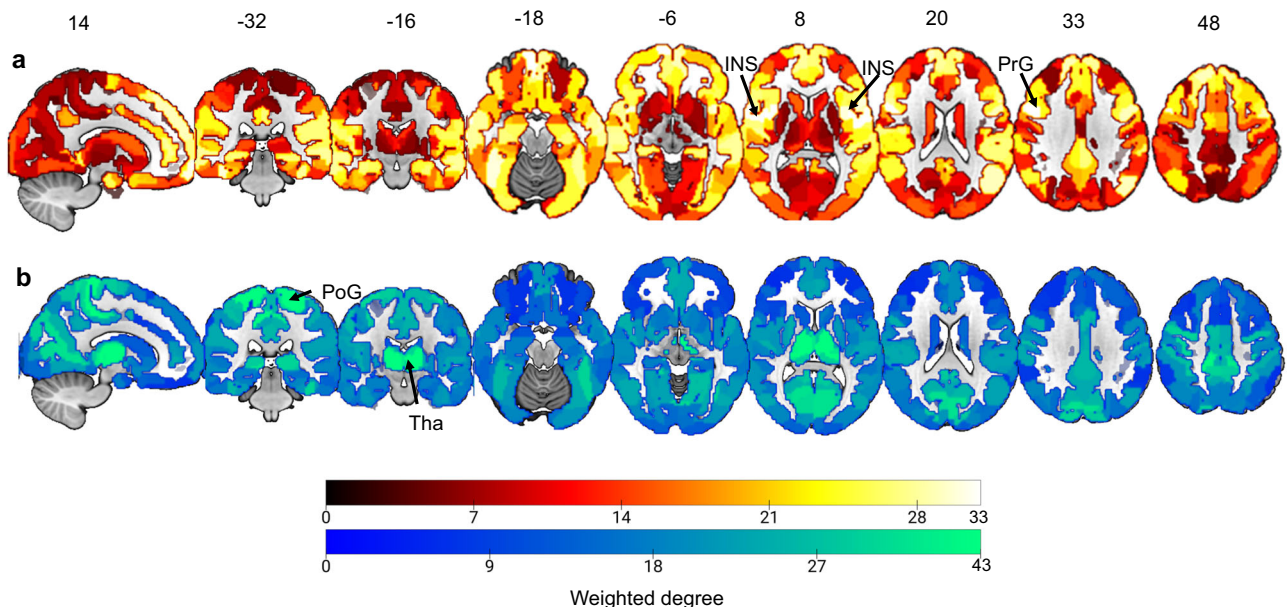 14 -32 -16 -18 -6 8 20 33 48
a
INS INS PrG
b
PoG
Tha
0 7 14 21 28 33
0 9 18 27 43
Weighted degree